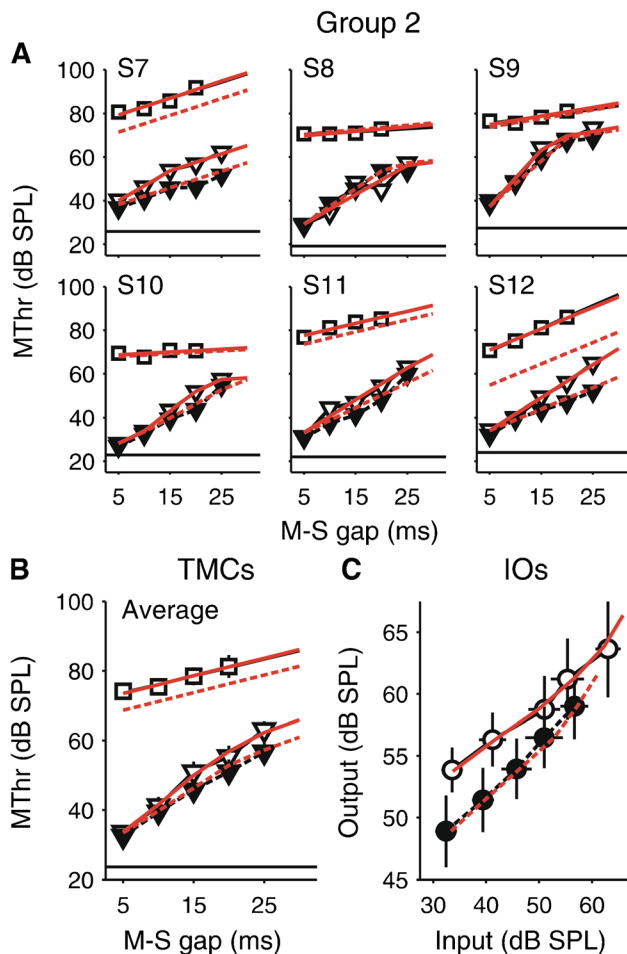 Group 2
A
S7
S8
S9
100
80
60
40
20
MThr (dB SPL)
S10
S11
S12
100
80
60
40
20
MThr (dB SPL)
5 15 25
5 15 25
5 15 25
M-S gap (ms)
B
TMCs
Average
100
80
60
40
20
MThr (dB SPL)
5 15 25
M-S gap (ms)
C
IOs
65
60
55
50
45
Output (dB SPL)
30 40 50 60
Input (dB SPL)